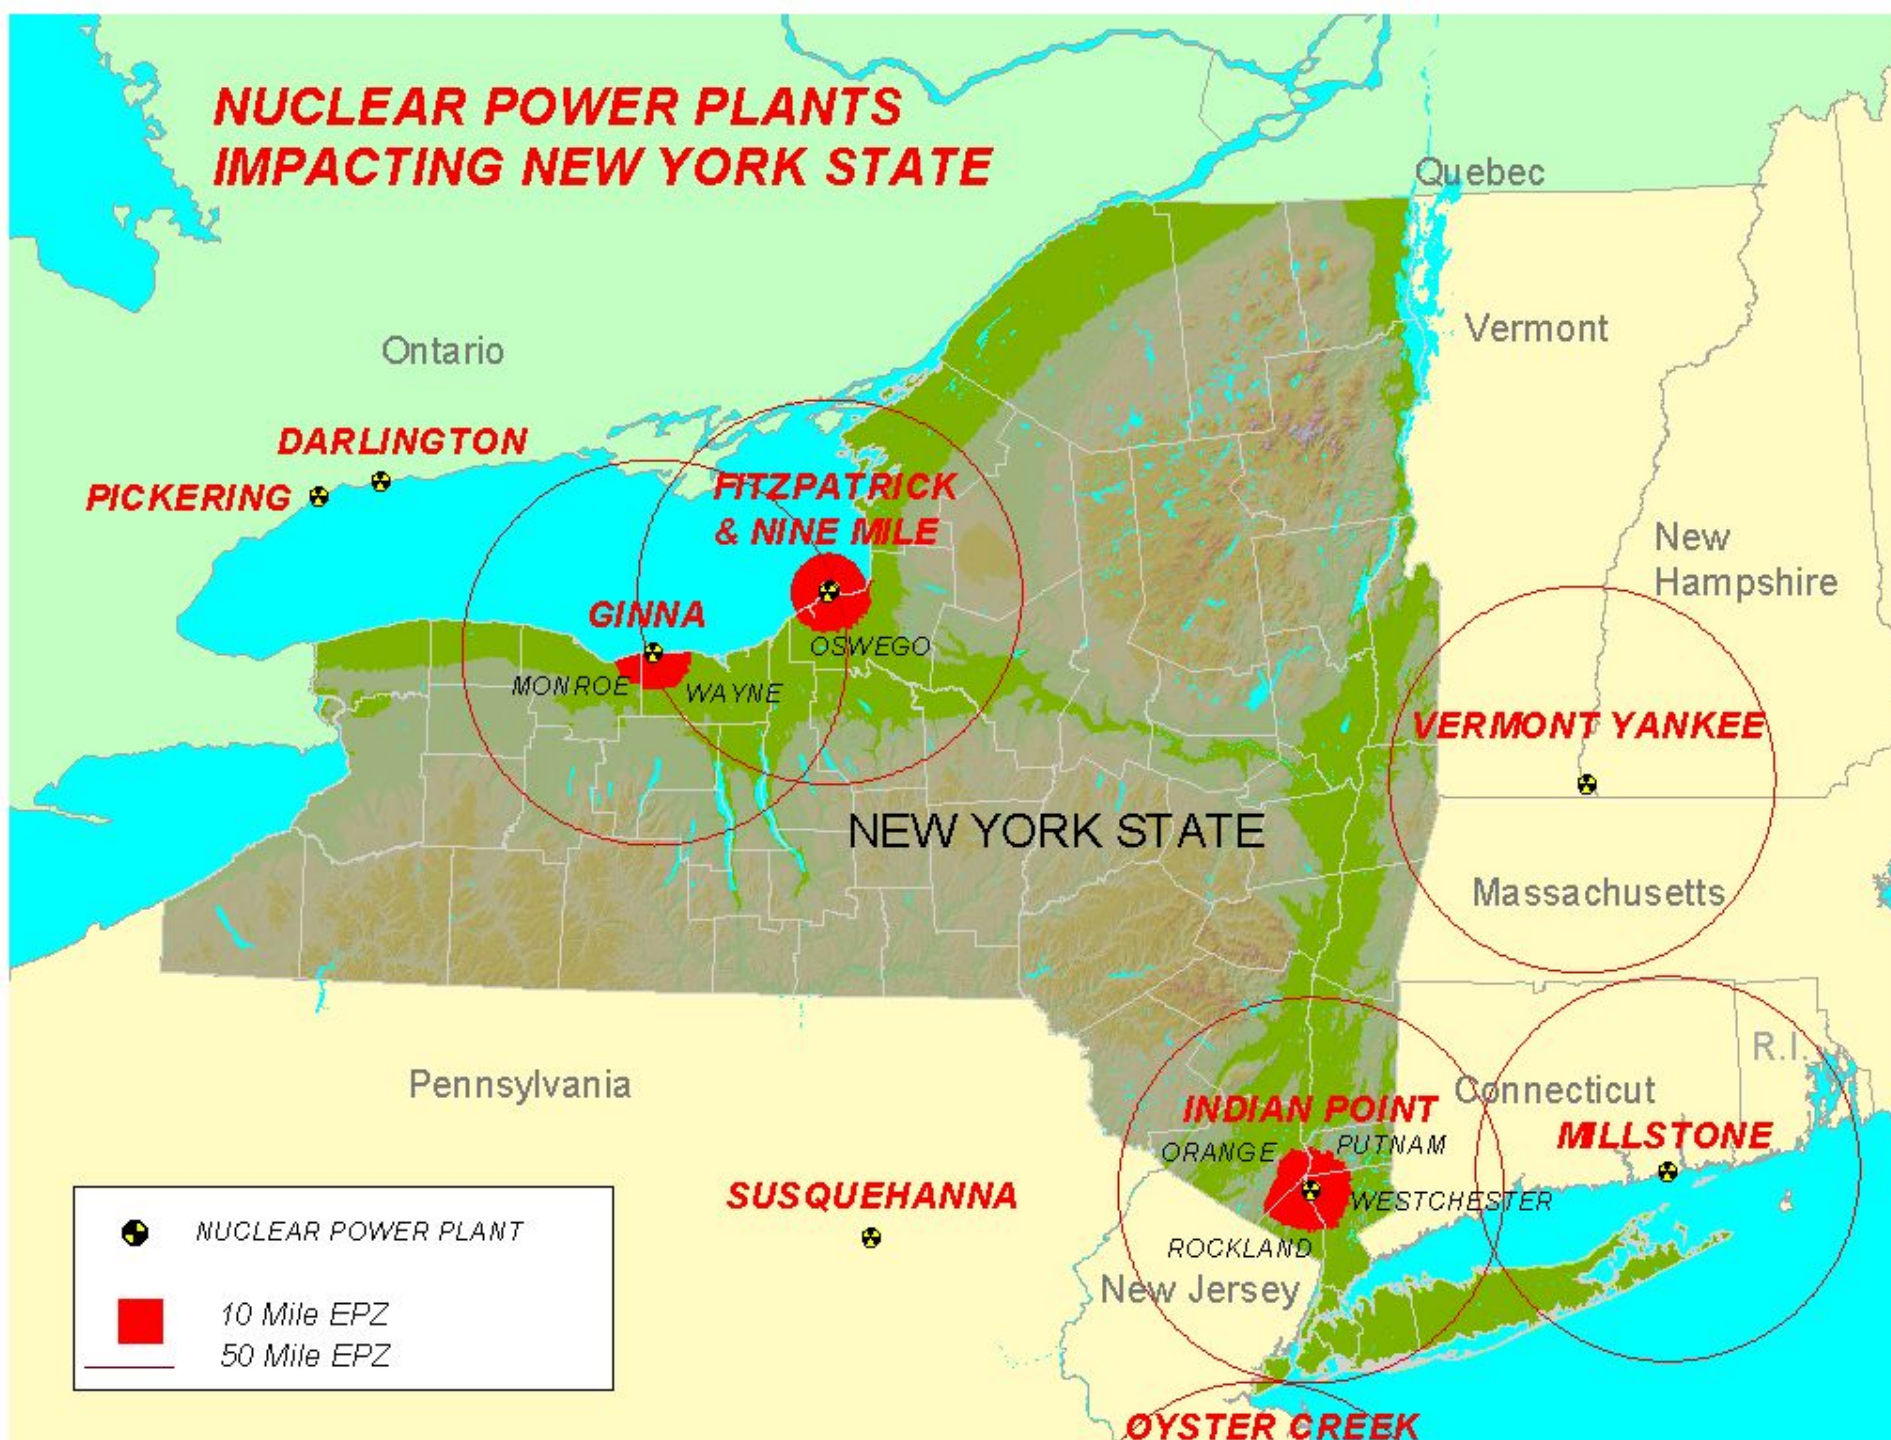 NUCLEAR POWER PLANTS
IMPACTING NEW YORK STATE
Quebec
Vermont
Ontario
DARLINGTON
PICKERING
FITZPATRICK
& NINE MILE
New
Hampshire
GINNA
OSWEGO
MONROE
WAYNE
VERMONT YANKEE
NEW YORK STATE
Massachusetts
R.I.
Pennsylvania
Connecticut
INDIAN POINT
MILLSTONE
ORANGE
PUTNAM
SUSQUEHANNA
WESTCHESTER
ROCKLAND
New Jersey
NUCLEAR POWER PLANT
10 Mile EPZ
50 Mile EPZ
OYSTER CREEK